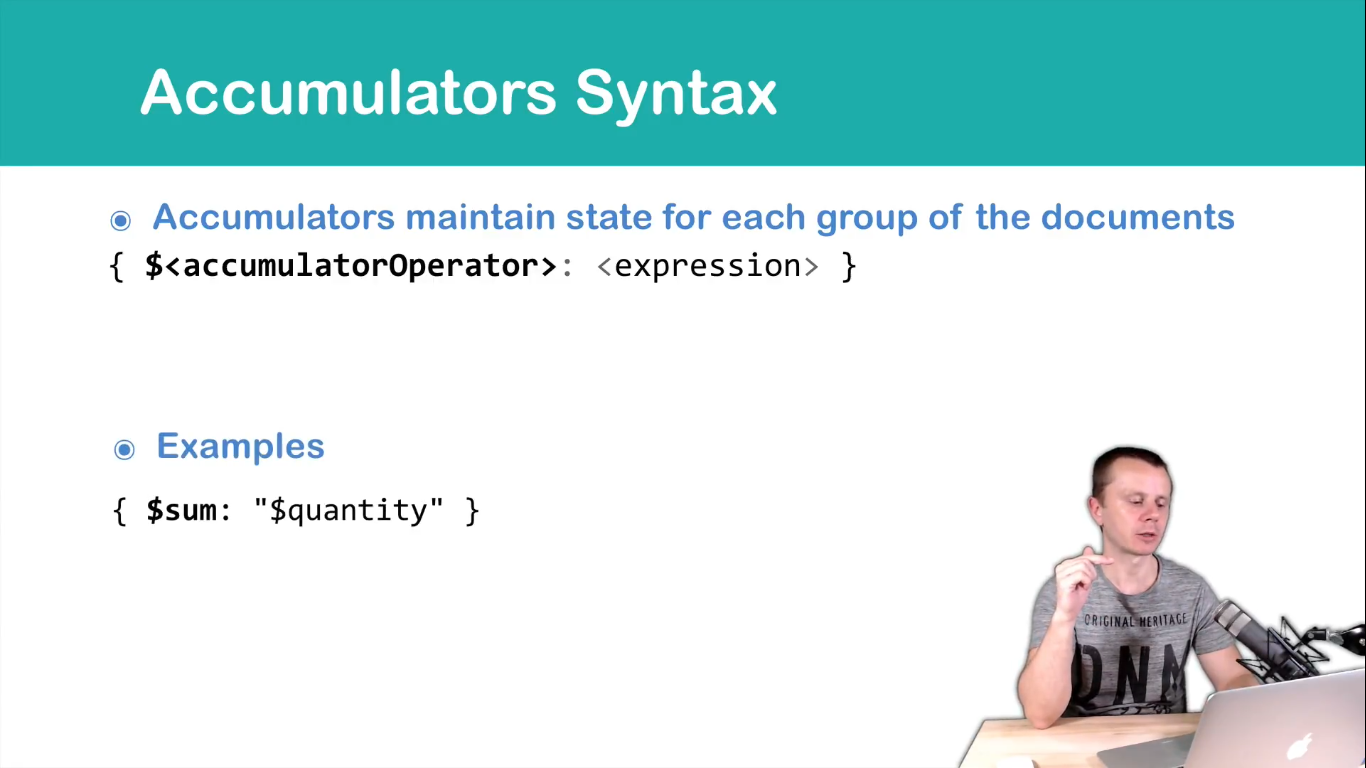 Accumulators Syntax
Accumulators maintain state for each group of the documents
{ $<accumulatorOperator>: <expression> }
Examples
{ $sum: "$quantity" }
ORIGINAL HERITAGE
DNM